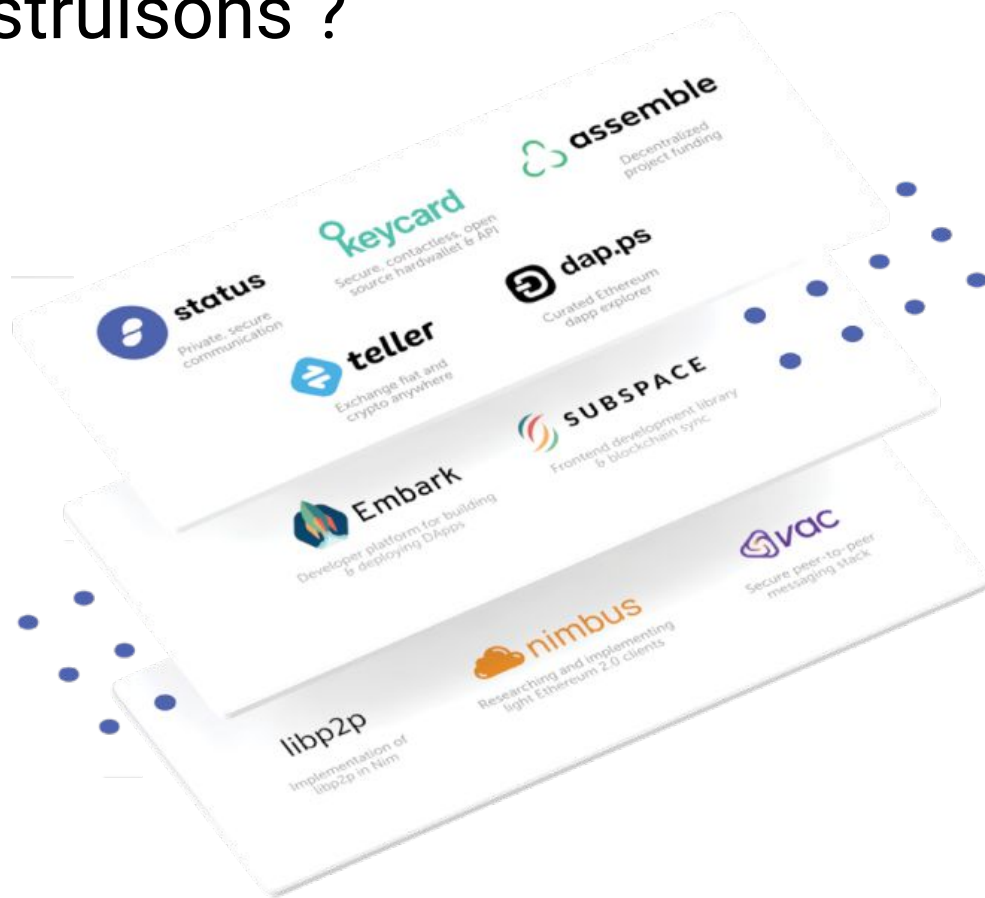 struisons ?
assemble
Decentralized
project funding
keycard
Secure, contactless, open
source hardwallet & API
status
Private, secure
communication
dap.ps
Curated Ethereum
dapp explorer
teller
Exchange fiat and
crypto anywhere
SUBSPACE
Frontend development library
& blockchain sync
Embark
Developer platform for building
& deploying DApps
vac
Secure peer-to-peer
messaging stack
nimbus
Researching and implementing
light Ethereum 2.0 clients
libp2p
Implementation of
libp2p in Nim